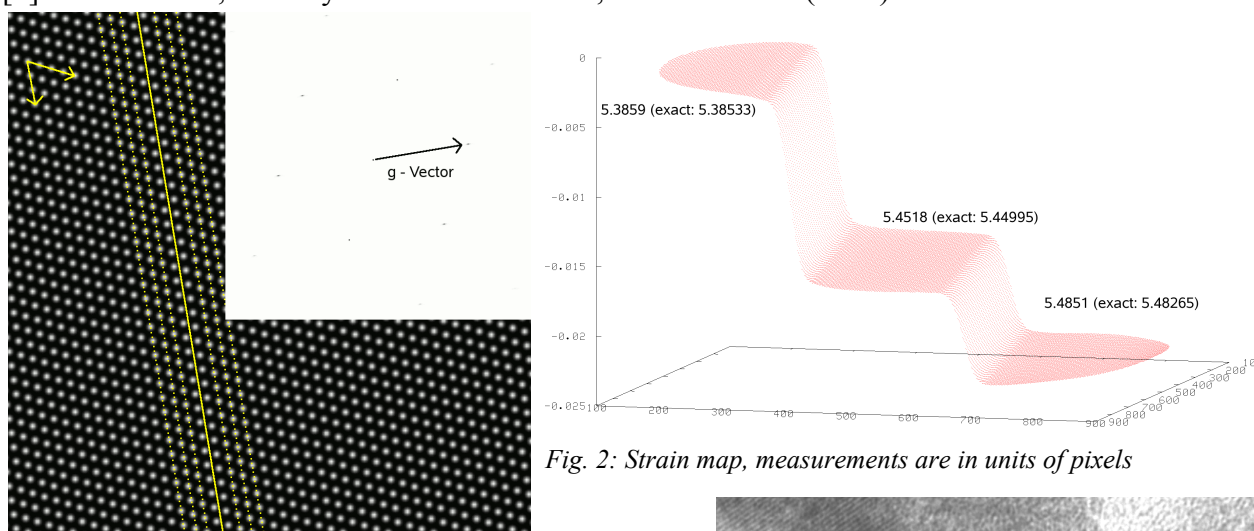 g - Vector
0
-0.005
-0.01
-0.015
-0.02
-0.025
5.3859 (exact: 5.38533)
5.4518 (exact: 5.44995)
5.4851 (exact: 5.48265)
100 200 300 400 500 600 700 800 900
900 800 700 600 500 400 300 200
Fig. 2: Strain map, measurements are in units of pixels